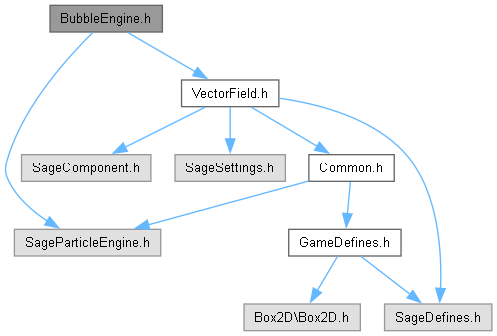 BubbleEngine.h
VectorField.h
SageComponent.h
SageSettings.h
Common.h
SageParticleEngine.h
GameDefines.h
Box2D\Box2D.h
SageDefines.h